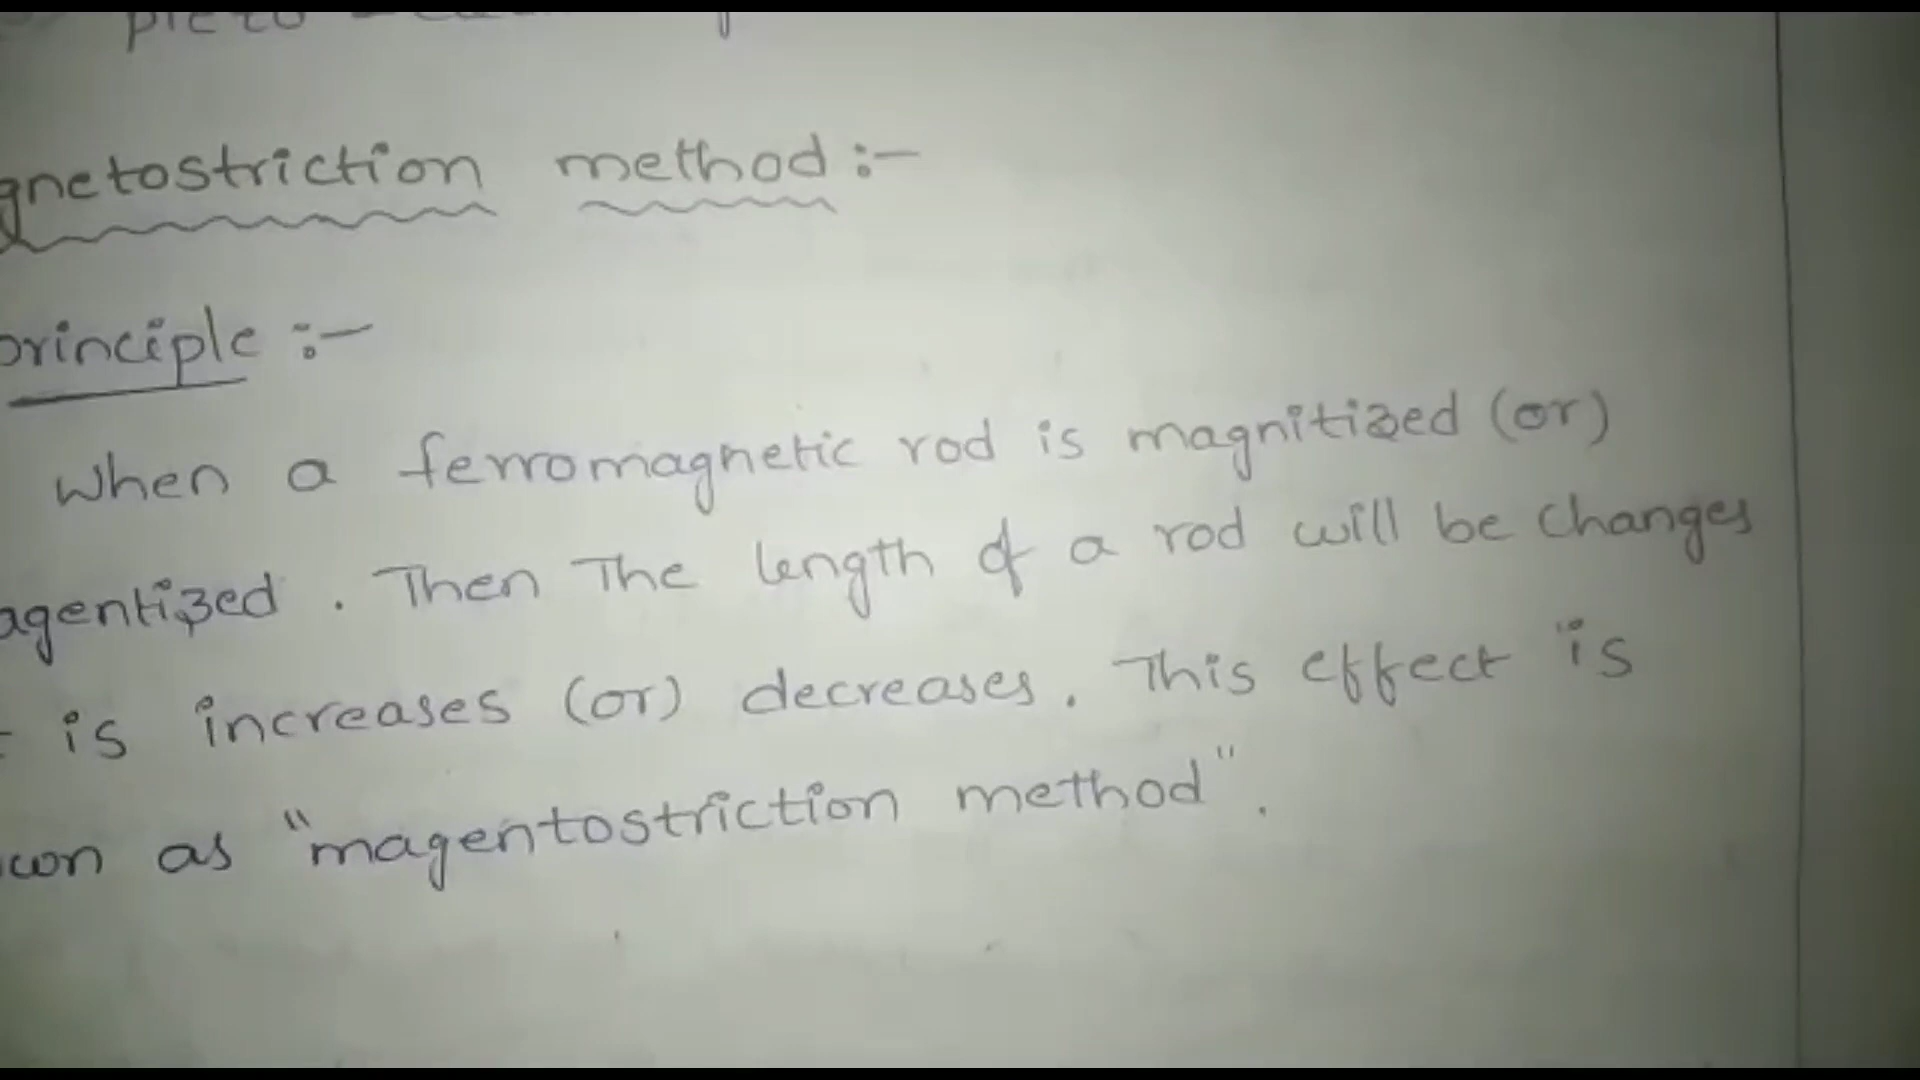 gnetostriction method :-
principle :-
When a ferromagnetic rod is magnitized (or)
agentized. Then The length of a rod will be changes
is increases (or) decreases. This effect is
won as "magentostriction method".